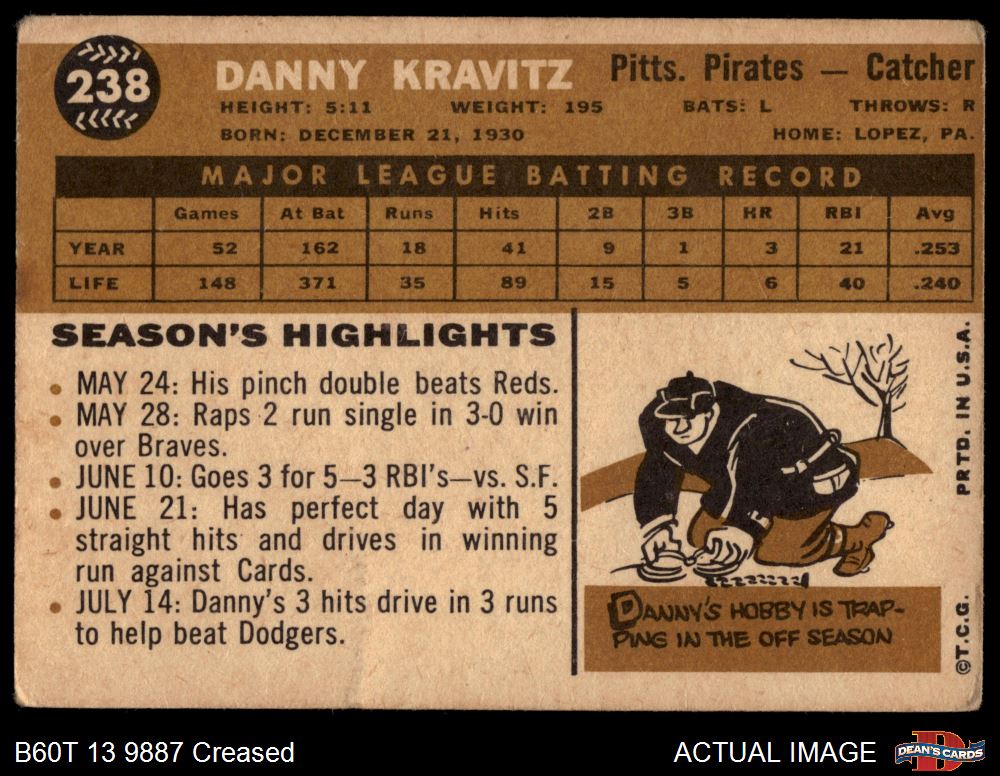 238
DANNY KRAVITZ Pitts. Pirates — Catcher
HEIGHT: 5:11 WEIGHT: 195 BATS: L THROWS: R
BORN: DECEMBER 21, 1930 HOME: LOPEZ, PA.
MAJOR LEAGUE BATTING RECORD
Games At Bat Runs Hits 2B 3B HR RBI Avg
YEAR 52 162 18 41 9 1 3 21 .253
LIFE 148 371 35 89 15 5 6 40 .240
SEASON'S HIGHLIGHTS
• MAY 24: His pinch double beats Reds.
• MAY 28: Raps 2 run single in 3-0 win
over Braves.
• JUNE 10: Goes 3 for 5—3 RBI's—vs. S.F.
• JUNE 21: Has perfect day with 5
straight hits and drives in winning
run against Cards.
• JULY 14: Danny's 3 hits drive in 3 runs
to help beat Dodgers.
DANNY'S HOBBY IS TRAP-
PING IN THE OFF SEASON
©T.C.G. PRTD. IN U.S.A.
B60T 13 9887 Creased ACTUAL IMAGE
D
DEAN'S CARDS